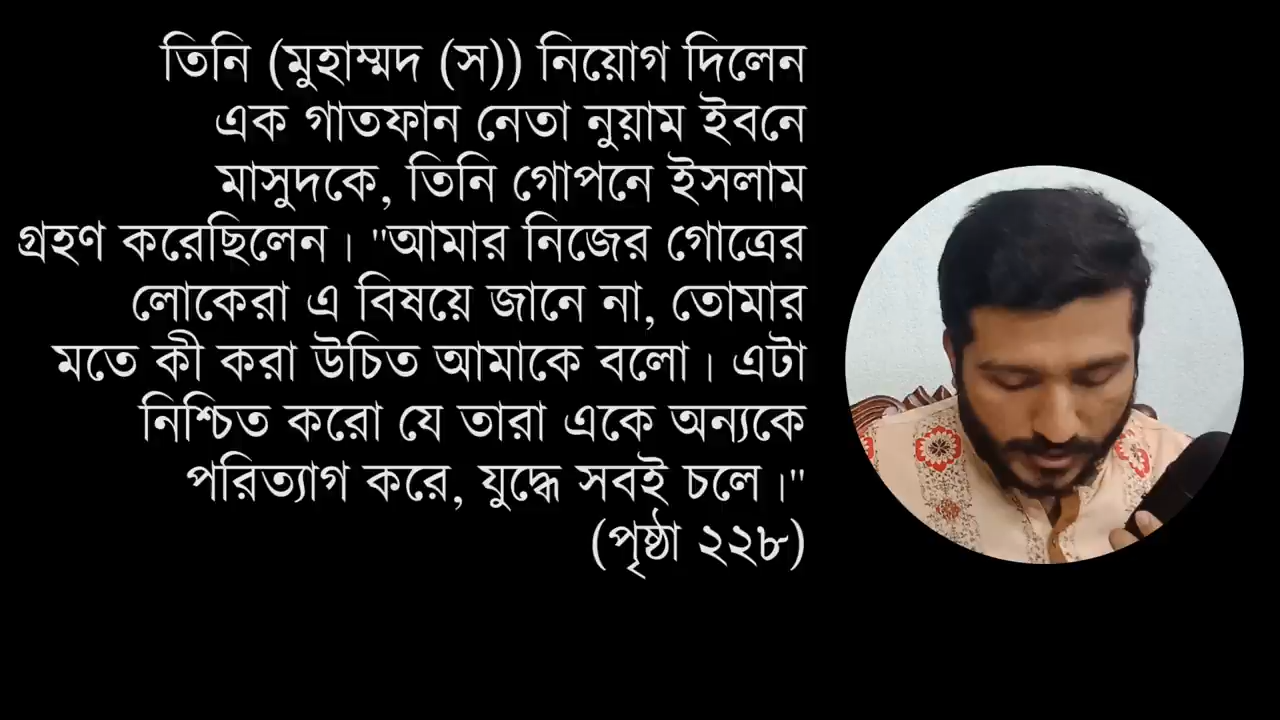 তিনি (মুহাম্মদ (স)) নিয়োগ দিলেন
এক গাতফান নেতা নুয়াম ইবনে
মাসুদকে, তিনি গোপনে ইসলাম
গ্রহণ করেছিলেন। "আমার নিজের গোত্রের
লোকেরা এ বিষয়ে জানে না, তোমার
মতে কী করা উচিত আমাকে বলো। এটা
নিশ্চিত করো যে তারা একে অন্যকে
পরিত্যাগ করে, যুদ্ধে সবই চলে।"
(পৃষ্ঠা ২২৮)